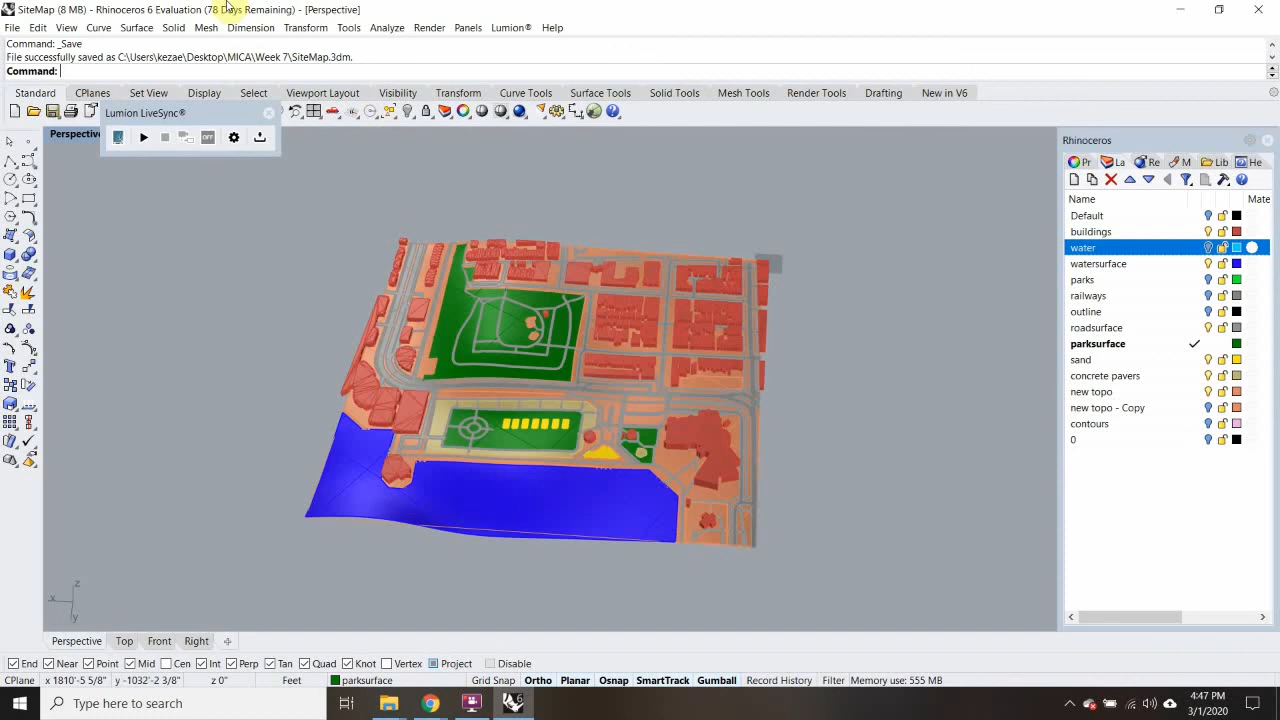 SiteMap (8 MB) - Rhinoceros 6 Evaluation (78 Days Remaining) - [Perspective]
File Edit View Curve Surface Solid Mesh Dimension Transform Tools Analyze Render Panels Lumion® Help
Command: _Save
File successfully saved as C:\Users\kezae\Desktop\MICA\Week 7\SiteMap.3dm.
Command:
Standard CPlanes Set View Display Select Viewport Layout Visibility Transform Curve Tools Surface Tools Solid Tools Mesh Tools Render Tools Drafting New in V6
Lumion LiveSync®
OFF
Perspective
Rhinoceros
Pr La Re M Lib He
Name Mate
Default
buildings
water
watersurface
parks
railways
outline
roadsurface
parksurface
sand
concrete pavers
new topo
new topo - Copy
contours
0
z
x
y
Perspective Top Front Right
End Near Point Mid Cen Int Perp Tan Quad Knot Vertex Project Disable
CPlane x 1810'-5 5/8" y -1032'-2 3/8" z 0" Feet parksurface Grid Snap Ortho Planar Osnap SmartTrack Gumball Record History Filter Memory use: 555 MB
Type here to search
4:47 PM
3/1/2020